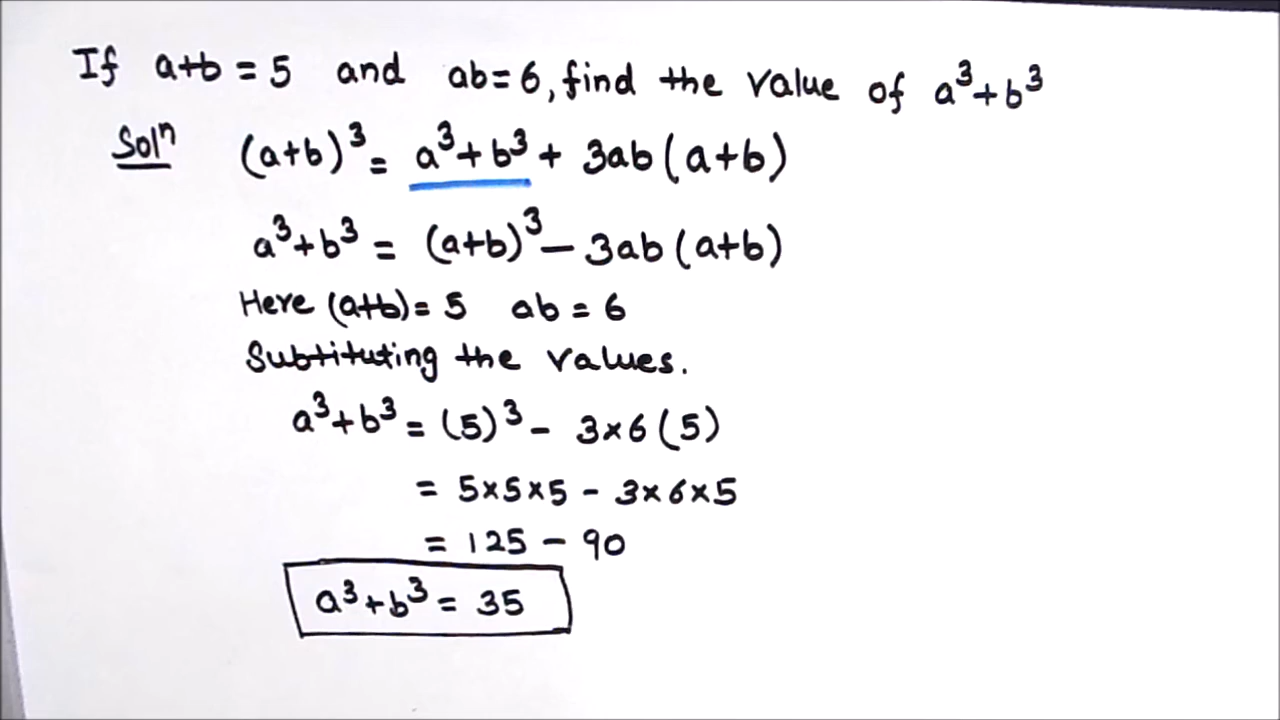 If a+b = 5 and ab = 6, find the value of a³+b³
Solⁿ (a+b)³ = a³+b³ + 3ab(a+b)
a³+b³ = (a+b)³ – 3ab(a+b)
Here (a+b) = 5 ab = 6
Subtituting the values.
a³+b³ = (5)³ – 3×6(5)
= 5×5×5 – 3×6×5
= 125 – 90
a³+b³ = 35